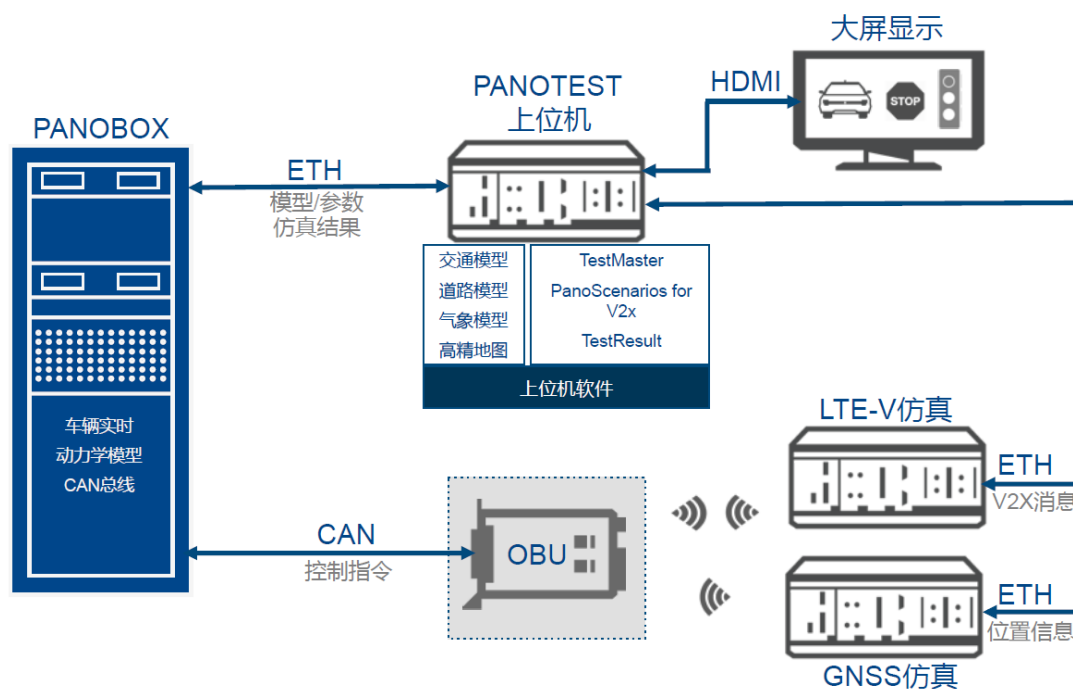 大屏显示
HDMI
STOP
PANOTEST
上位机
PANOBOX
ETH
模型/参数
仿真结果
交通模型
道路模型
气象模型
高精地图
TestMaster
PanoScenarios for
V2x
TestResult
上位机软件
车辆实时
动力学模型
CAN总线
CAN
控制指令
OBU
LTE-V仿真
ETH
V2X消息
ETH
位置信息
GNSS仿真